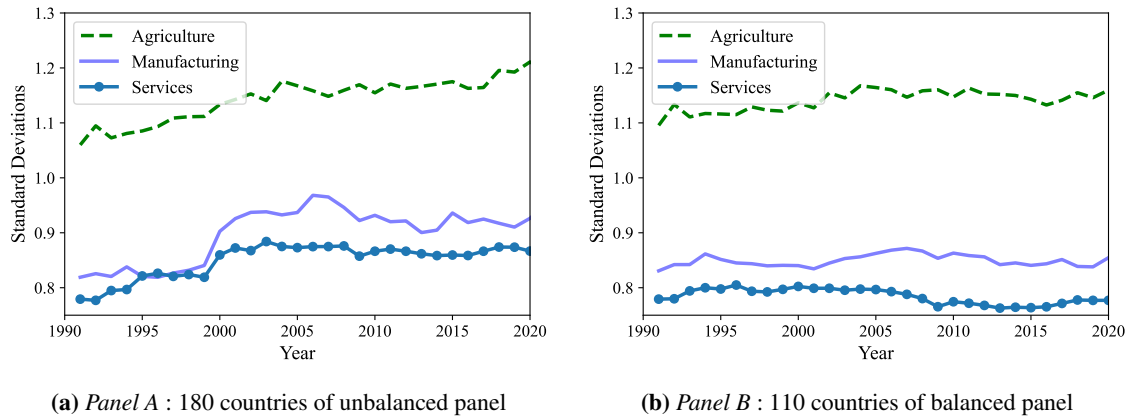 1.3
1.2
1.1
1.0
0.9
0.8
Standard Deviations
Agriculture
Manufacturing
Services
1990 1995 2000 2005 2010 2015 2020
Year
(a) Panel A : 180 countries of unbalanced panel
1.3
1.2
1.1
1.0
0.9
0.8
Standard Deviations
Agriculture
Manufacturing
Services
1990 1995 2000 2005 2010 2015 2020
Year
(b) Panel B : 110 countries of balanced panel